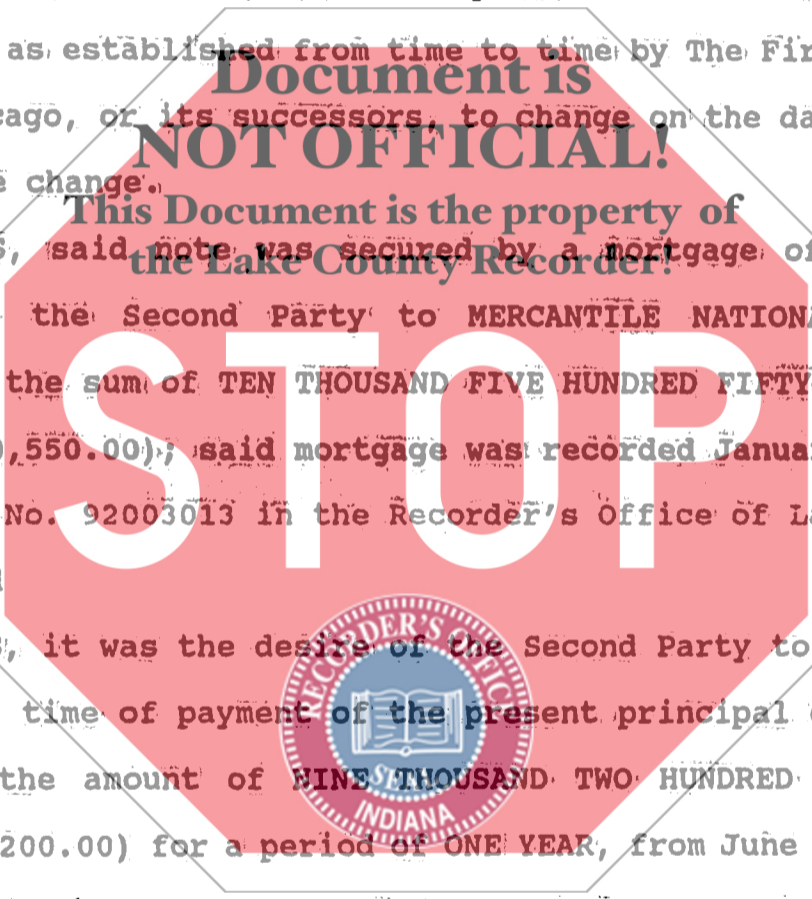 as established from time to time by The Fir
Document is
cago, or its successors, to change on the da
NOT OFFICIAL!
e change.
This Document is the property of
said note was secured by a mortgage of
the Lake County Recorder!
the Second Party to MERCANTILE NATIONA
STOP
the sum of TEN THOUSAND FIVE HUNDRED FIFTY
,550.00); said mortgage was recorded Janua
No. 92003013 in the Recorder's Office of L
it was the desire of the Second Party to
RECORDER'S OFFICE
time of payment of the present principal
the amount of NINE THOUSAND TWO HUNDRED
SEAL
INDIANA
200.00) for a period of ONE YEAR, from June